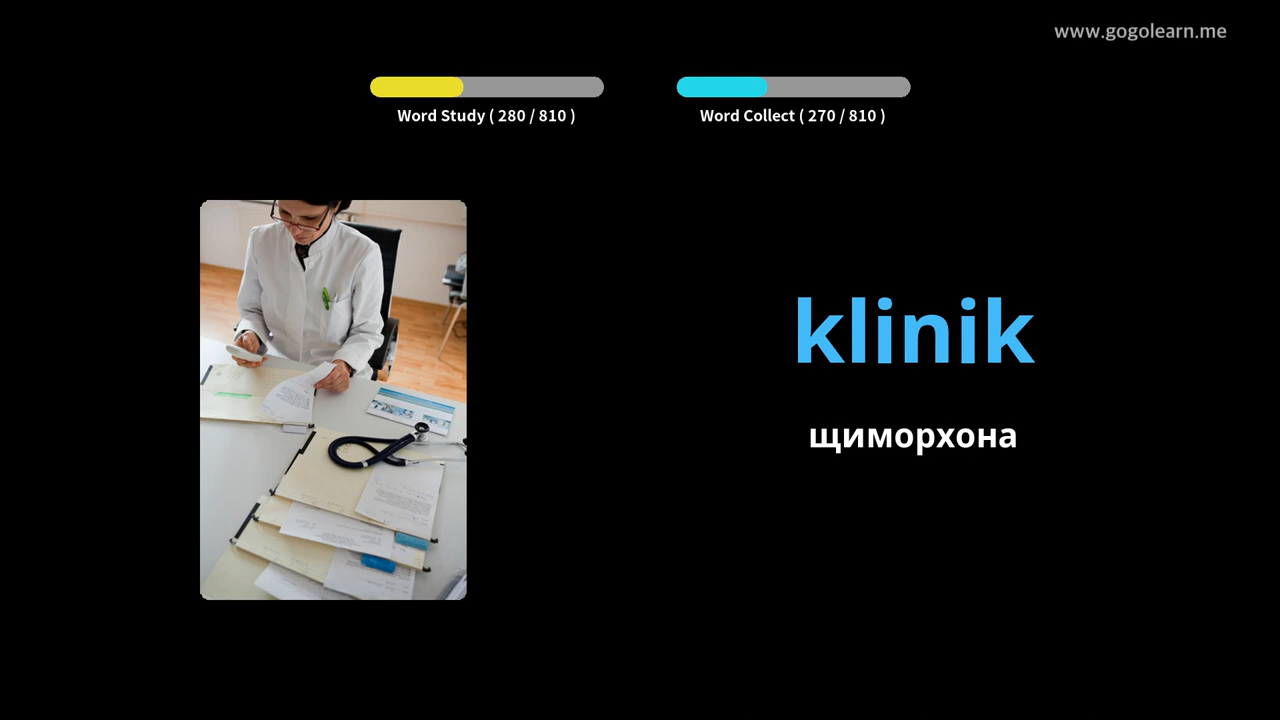 www.gogolearn.me
Word Study ( 280 / 810 )
Word Collect ( 270 / 810 )
klinik
щиморхона